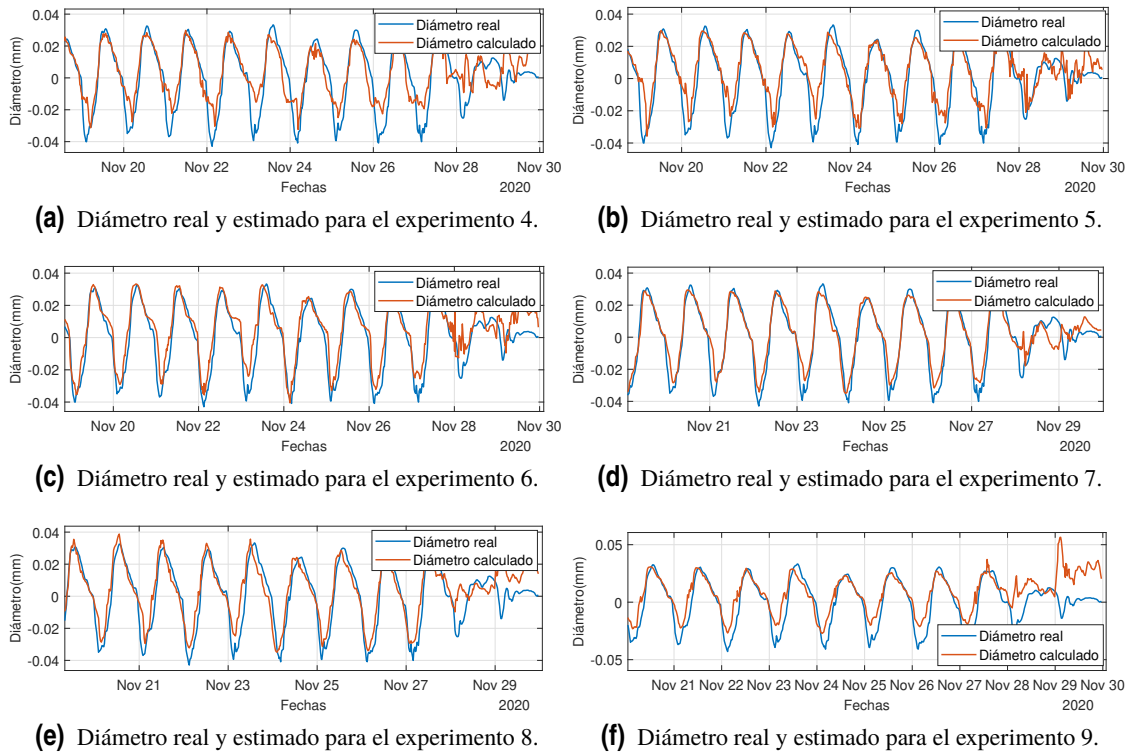 Diámetro(mm)
0.04
0.02
0
-0.02
-0.04
Diámetro real
Diámetro calculado
Nov 20
Nov 22
Nov 24
Nov 26
Nov 28
Nov 30
Fechas
2020
(a) Diámetro real y estimado para el experimento 4.
Diámetro(mm)
0.04
0.02
0
-0.02
-0.04
Diámetro real
Diámetro calculado
Nov 20
Nov 22
Nov 24
Nov 26
Nov 28
Nov 30
Fechas
2020
(b) Diámetro real y estimado para el experimento 5.
Diámetro(mm)
0.04
0.02
0
-0.02
-0.04
Diámetro real
Diámetro calculado
Nov 20
Nov 22
Nov 24
Nov 26
Nov 28
Nov 30
Fechas
2020
(c) Diámetro real y estimado para el experimento 6.
Diámetro(mm)
0.04
0.02
0
-0.02
-0.04
Diámetro real
Diámetro calculado
Nov 21
Nov 23
Nov 25
Nov 27
Nov 29
Fechas
2020
(d) Diámetro real y estimado para el experimento 7.
Diámetro(mm)
0.04
0.02
0
-0.02
-0.04
Diámetro real
Diámetro calculado
Nov 21
Nov 23
Nov 25
Nov 27
Nov 29
Fechas
2020
(e) Diámetro real y estimado para el experimento 8.
Diámetro(mm)
0.05
0
-0.05
Diámetro real
Diámetro calculado
Nov 21
Nov 22
Nov 23
Nov 24
Nov 25
Nov 26
Nov 27
Nov 28
Nov 29
Nov 30
Fechas
2020
(f) Diámetro real y estimado para el experimento 9.